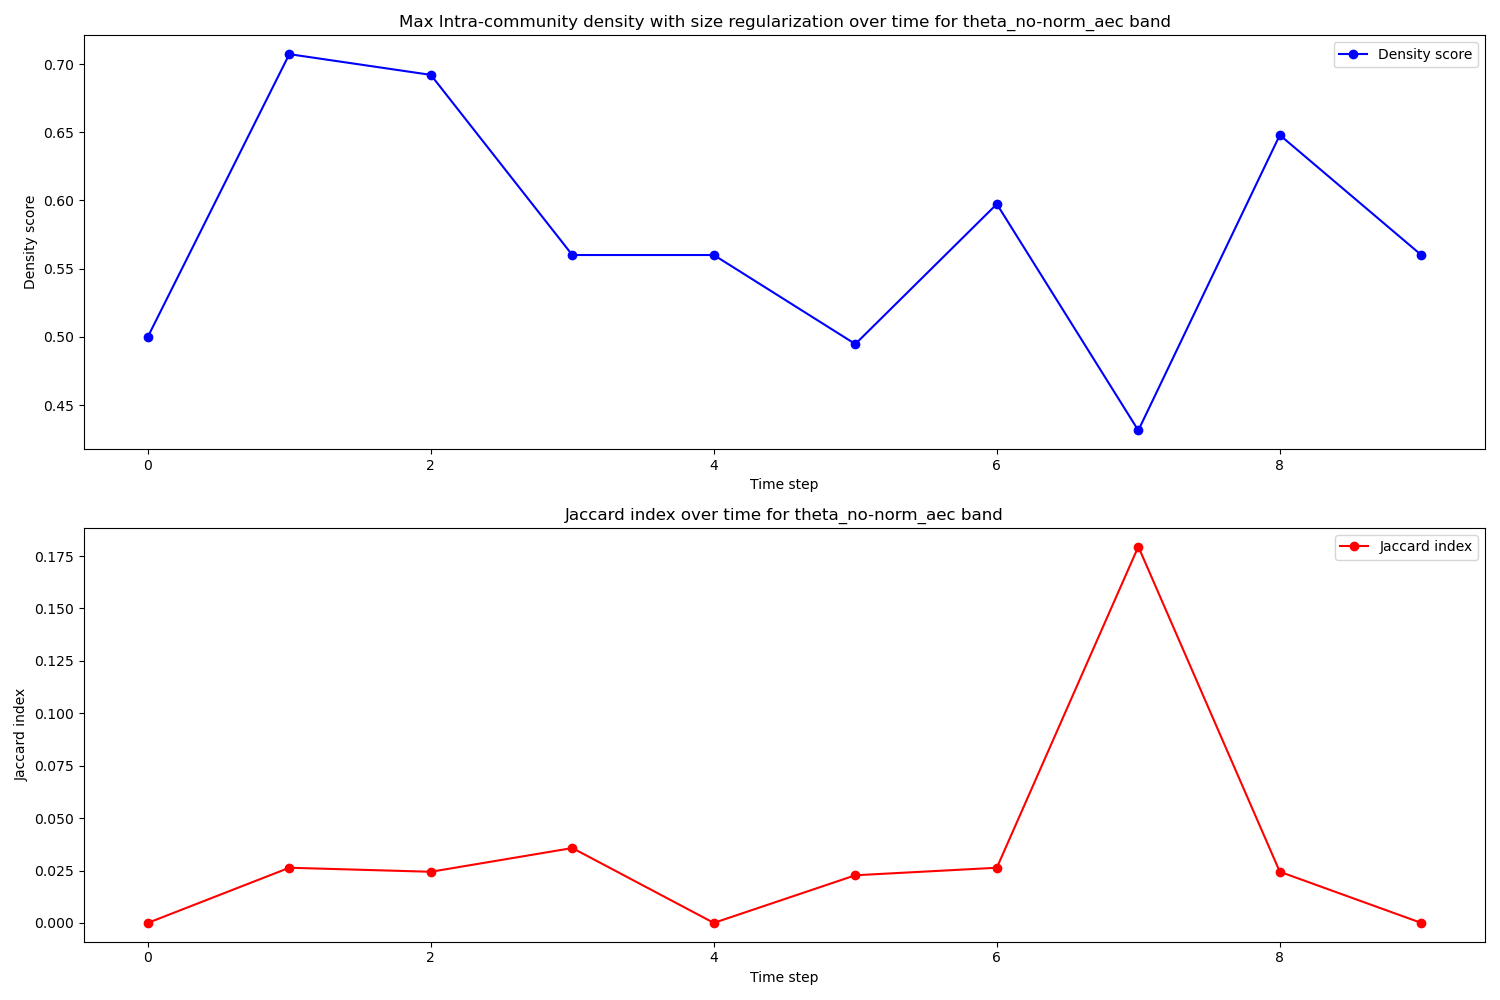 Max Intra-community density with size regularization over time for theta_no-norm_aec band
Density score
0.70
0.65
0.60
0.55
0.50
0.45
Density score
0 2 4 6 8
Time step
Jaccard index over time for theta_no-norm_aec band
Jaccard index
0.175
0.150
0.125
0.100
0.075
0.050
0.025
0.000
Jaccard index
0 2 4 6 8
Time step